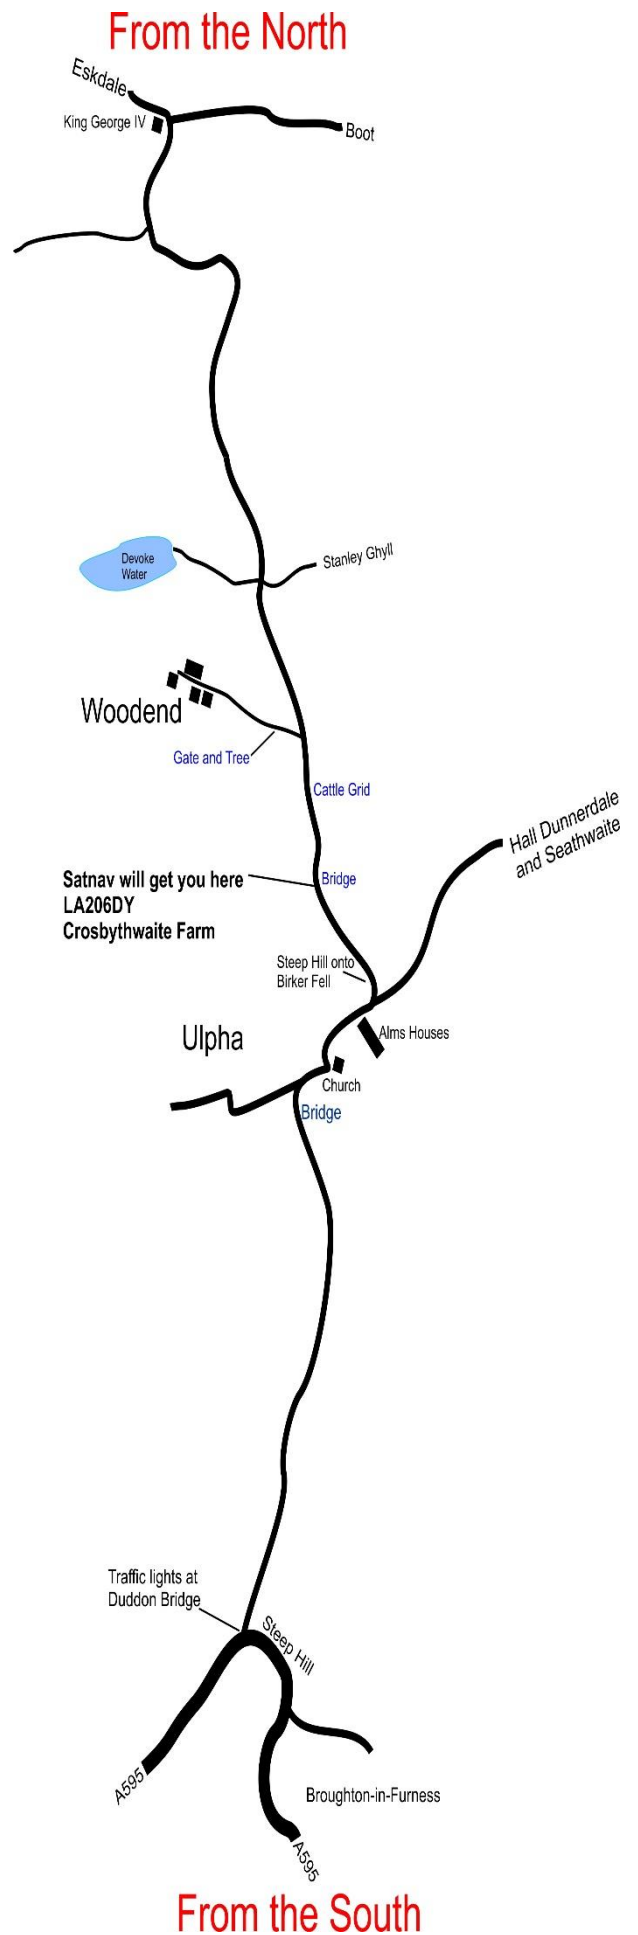 From the North
Eskdale
King George IV
Boot
Devoke
Water
Stanley Ghyll
Woodend
Gate and Tree
Cattle Grid
Hall Dunnerdale
and Seathwaite
Satnav will get you here
LA206DY
Crosbythwaite Farm
Bridge
Steep Hill onto
Birker Fell
Ulpha
Alms Houses
Church
Bridge
Traffic lights at
Duddon Bridge
Steep Hill
A595
Broughton-in-Furness
A595
From the South